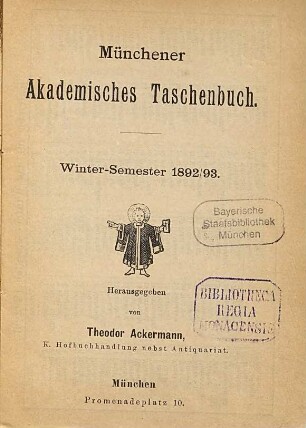 Münchener
Akademisches Taschenbuch.
Winter-Semester 1892/93.
Bayerische
Staatsbibliothek
München
Herausgegeben
von
BIBLIOTHECA
REGIA
MONACENSIS
Theodor Ackermann,
K. Hofbuchhandlung nebst Antiquariat.
München
Promenadeplatz 10.